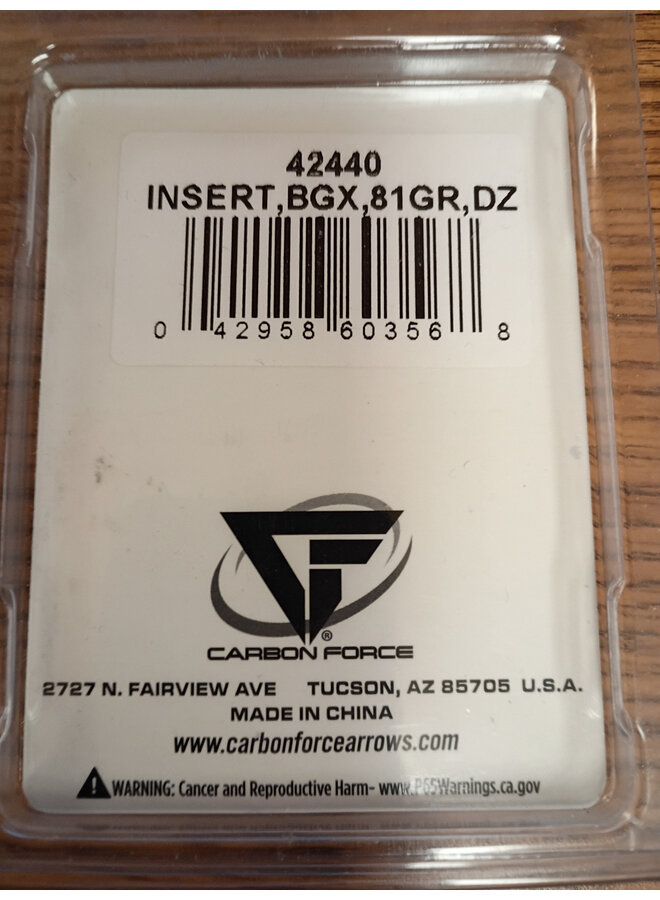 42440
INSERT,BGX,81GR,DZ
0 42958 60356 8
®
CARBON FORCE
2727 N. FAIRVIEW AVE TUCSON, AZ 85705 U.S.A.
MADE IN CHINA
www.carbonforcearrows.com
WARNING: Cancer and Reproductive Harm- www.P65Warnings.ca.gov